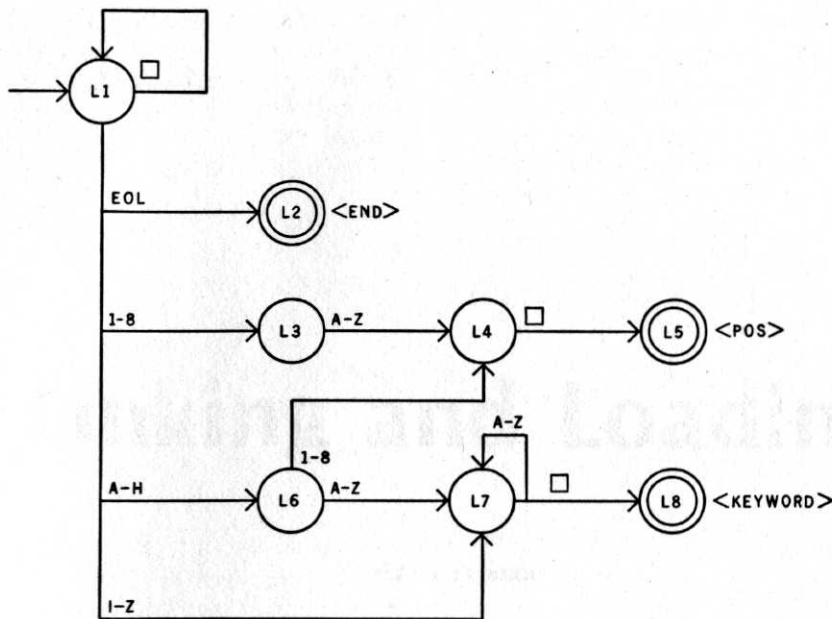 □
L1
EOL
L2 <END>
1-8 L3 A-Z L4 □ L5 <POS>
A-Z
1-8
A-H L6 A-Z L7 □ L8 <KEYWORD>
I-Z